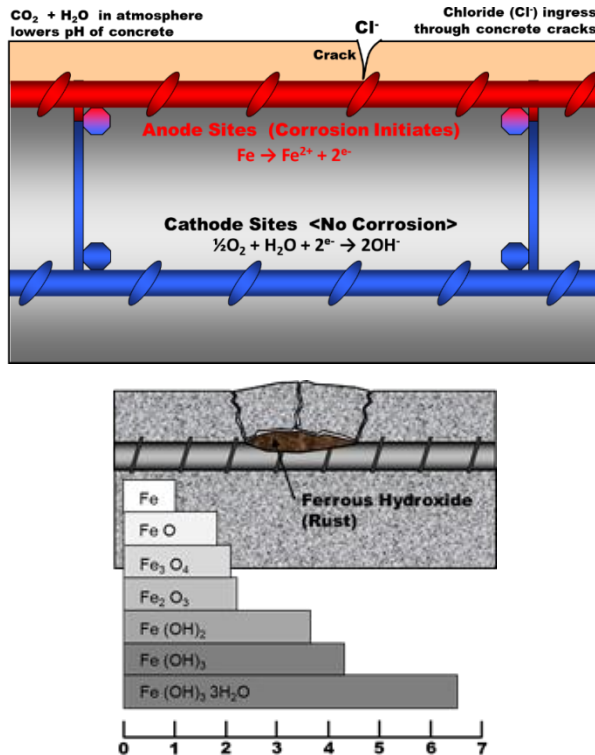 CO₂ + H₂O in atmosphere
lowers pH of concrete
Cl⁻
Chloride (Cl⁻) ingress
through concrete cracks
Crack
Anode Sites (Corrosion Initiates)
Fe → Fe²⁺ + 2e⁻
Cathode Sites <No Corrosion>
½O₂ + H₂O + 2e⁻ → 2OH⁻
Ferrous Hydroxide
(Rust)
Fe
Fe O
Fe₃ O₄
Fe₂ O₃
Fe (OH)₂
Fe (OH)₃
Fe (OH)₃ 3H₂O
0 1 2 3 4 5 6 7